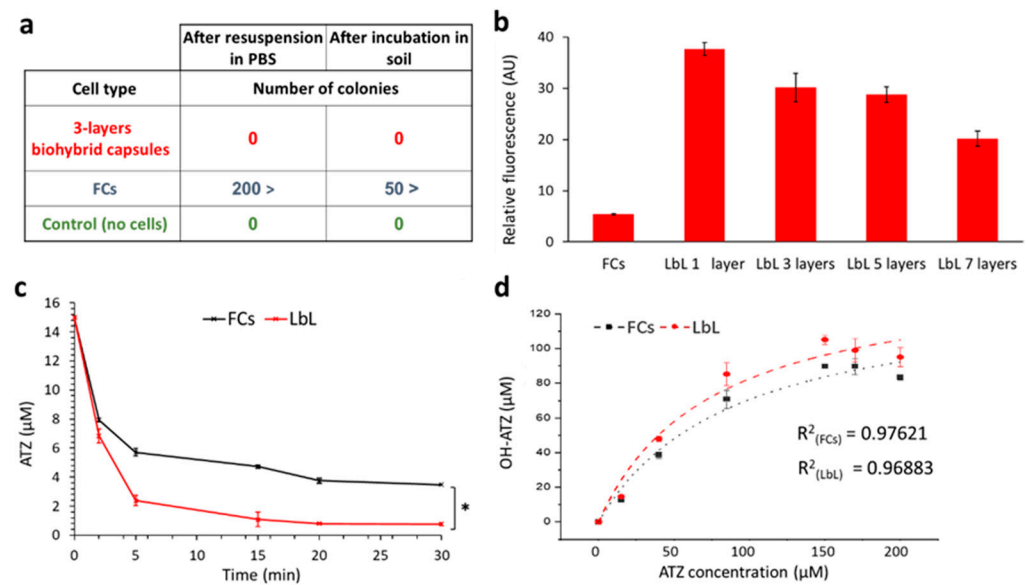 a
After resuspension in PBS
After incubation in soil
Cell type
Number of colonies
3-layers biohybrid capsules
0
0
FCs
200 >
50 >
Control (no cells)
0
0
b
Relative fluorescence (AU)
40
30
20
10
0
FCs
LbL 1 layer
LbL 3 layers
LbL 5 layers
LbL 7 layers
c
FCs
LbL
ATZ (µM)
16
14
12
10
8
6
4
2
0
*
0
5
10
15
20
25
30
Time (min)
d
FCs
LbL
OH-ATZ (µM)
120
100
80
60
40
20
0
R²(FCs) = 0.97621
R²(LbL) = 0.96883
0
50
100
150
200
ATZ concentration (µM)